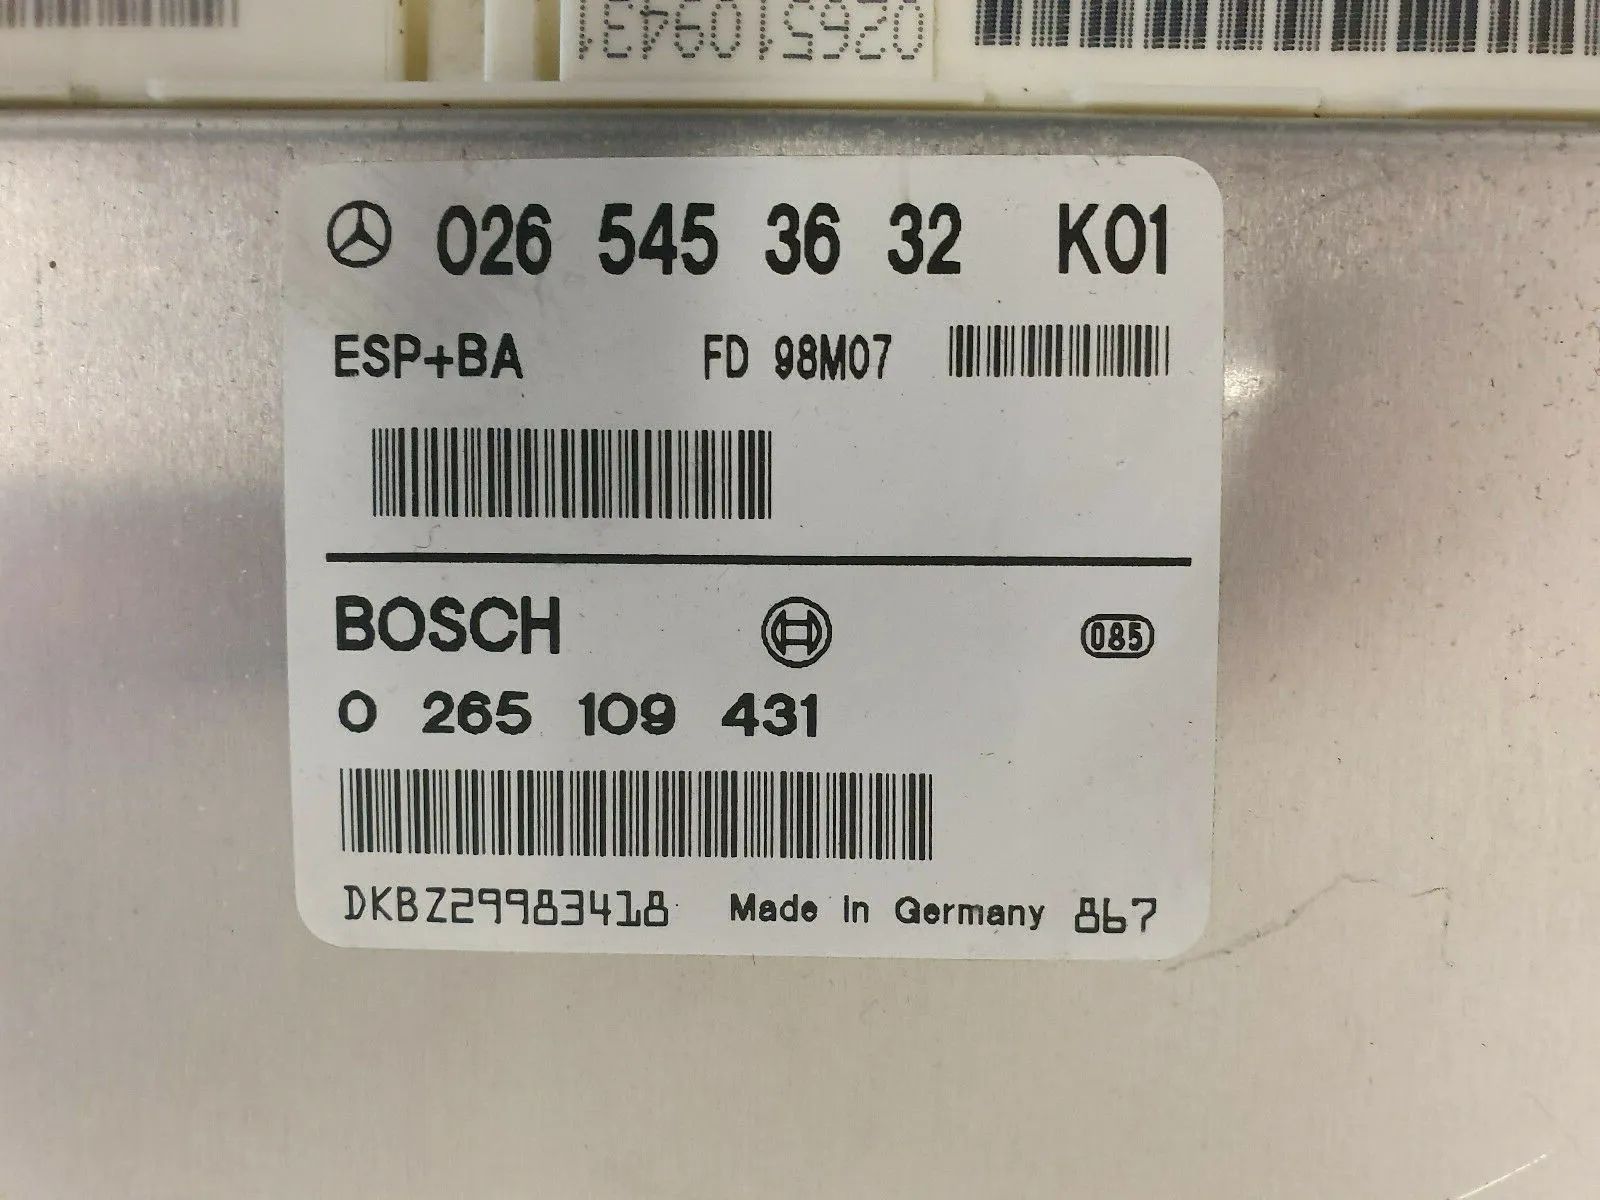 0265109431
026 545 36 32 K01
ESP+BA FD 98M07
BOSCH 085
0 265 109 431
DKBZ29983418 Made in Germany 867